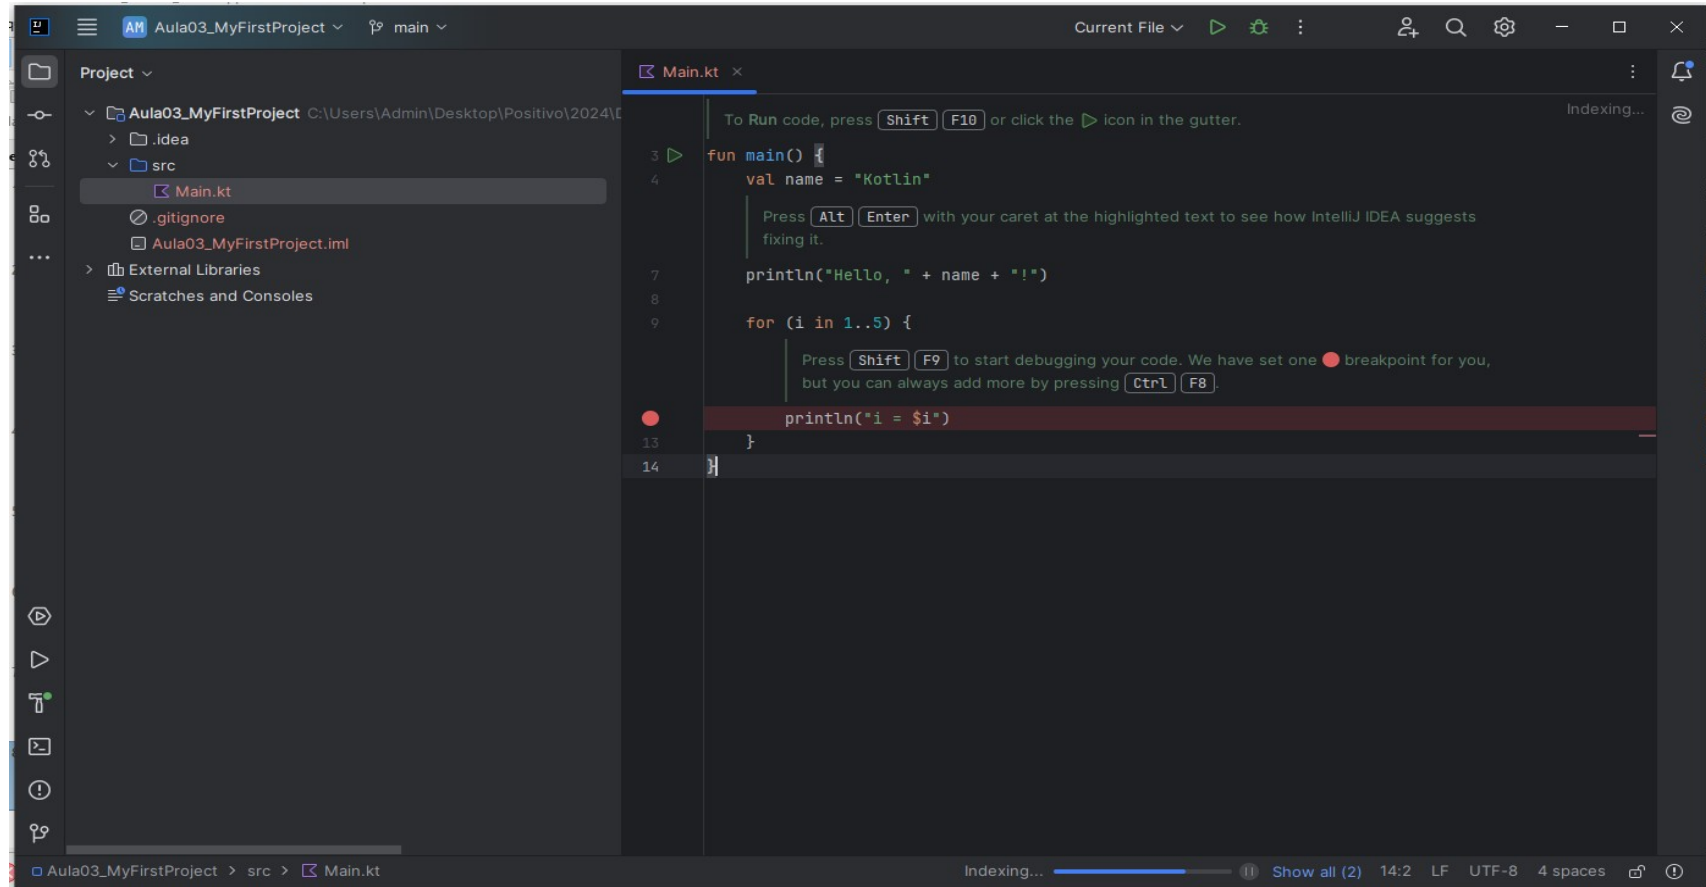 AM Aula03_MyFirstProject main Current File
Project
Main.kt
Aula03_MyFirstProject C:\Users\Admin\Desktop\Positivo\2024\
.idea
src
Main.kt
.gitignore
Aula03_MyFirstProject.iml
External Libraries
Scratches and Consoles
Indexing...
To Run code, press Shift F10 or click the icon in the gutter.
3 fun main() {
4 val name = "Kotlin"
Press Alt Enter with your caret at the highlighted text to see how IntelliJ IDEA suggests
fixing it.
7 println("Hello, " + name + "!")
8
9 for (i in 1..5) {
Press Shift F9 to start debugging your code. We have set one breakpoint for you,
but you can always add more by pressing Ctrl F8.
println("i = $i")
13 }
14 }
Aula03_MyFirstProject > src > Main.kt Indexing... Show all (2) 14:2 LF UTF-8 4 spaces